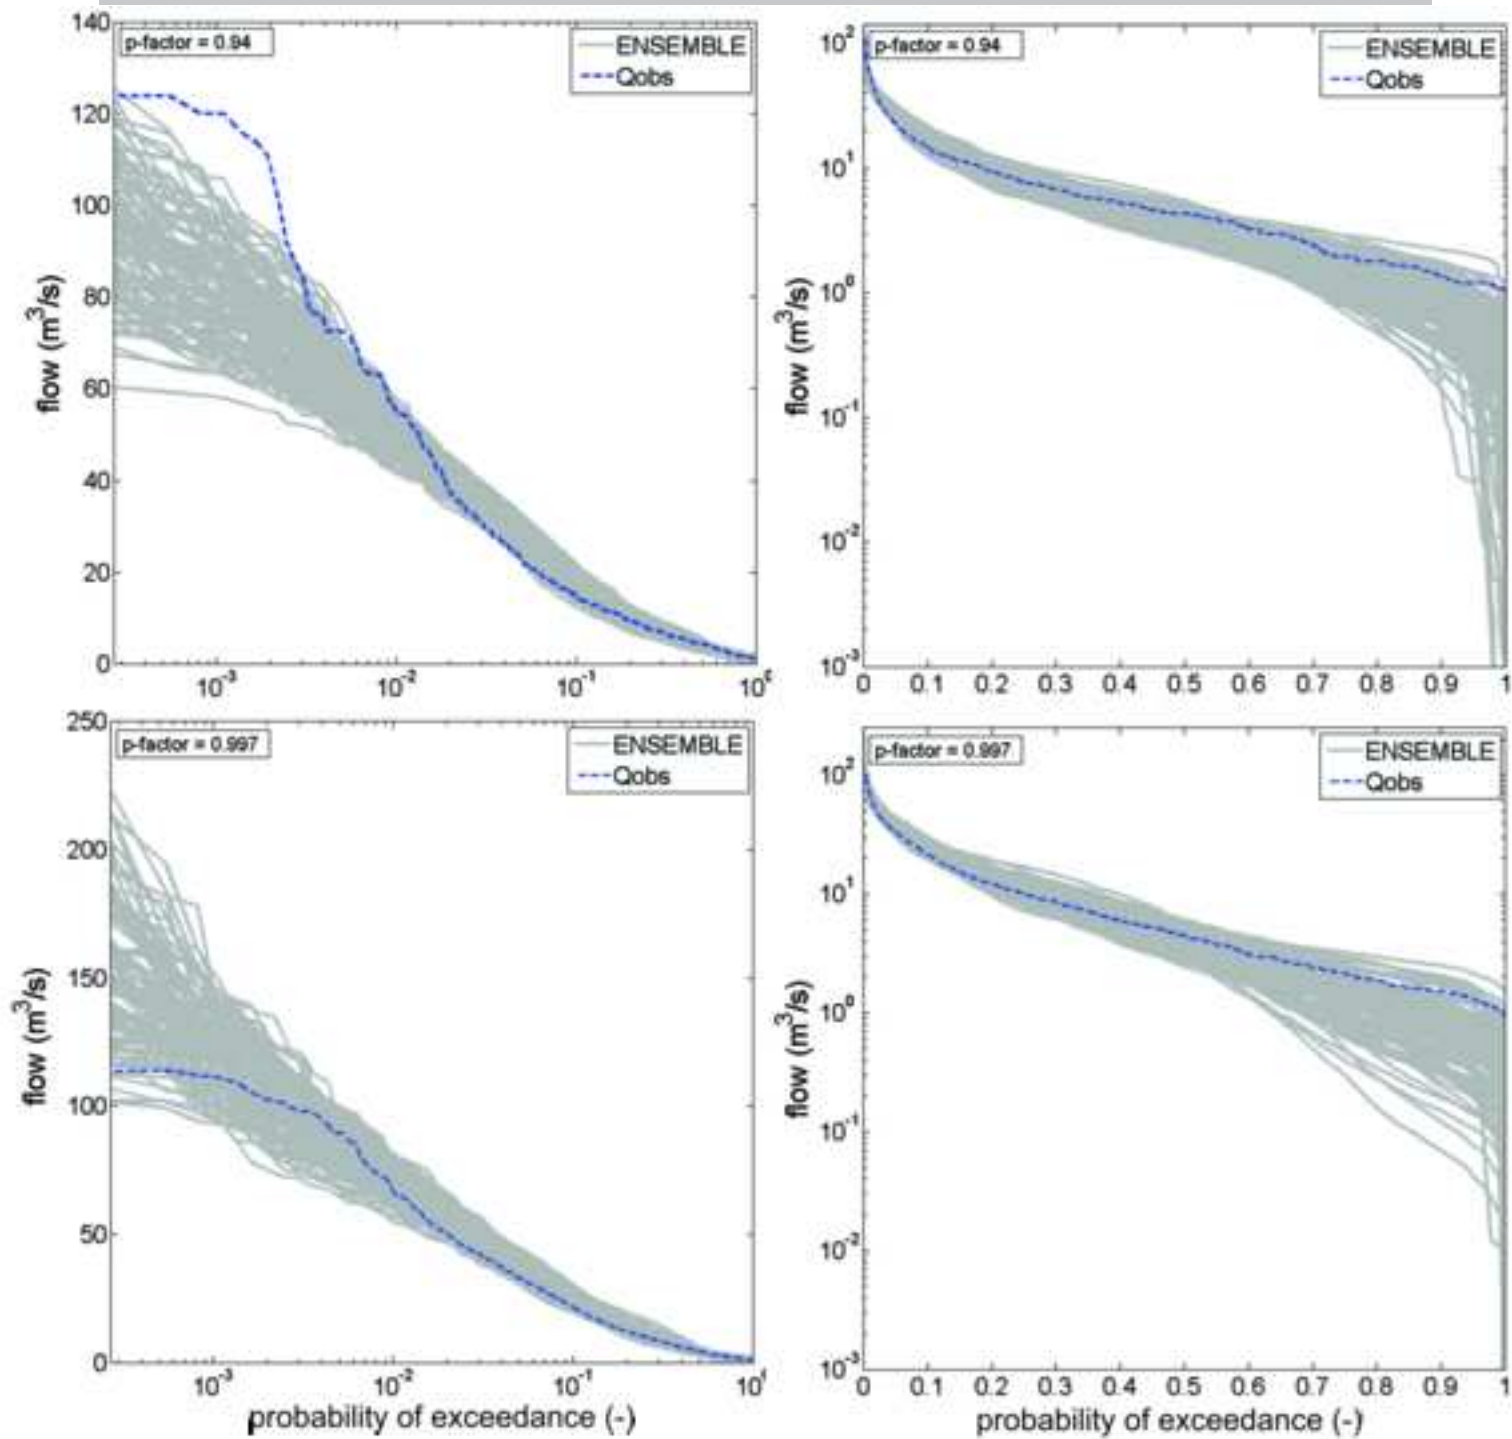 140
120
100
80
60
40
20
0
flow (m³/s)
p-factor = 0.94
ENSEMBLE
Qobs
10⁻³ 10⁻² 10⁻¹
10² 
10¹
10⁰
10⁻¹
10⁻²
10⁻³
flow (m³/s)
p-factor = 0.94
ENSEMBLE
Qobs
0 0.1 0.2 0.3 0.4 0.5 0.6 0.7 0.8 0.9 1
250
200
150
100
50
0
flow (m³/s)
p-factor = 0.997
ENSEMBLE
Qobs
10⁻³ 10⁻² 10⁻¹
probability of exceedance (-)
10²
10¹
10⁰
10⁻¹
10⁻²
10⁻³
flow (m³/s)
p-factor = 0.997
ENSEMBLE
Qobs
0 0.1 0.2 0.3 0.4 0.5 0.6 0.7 0.8 0.9 1
probability of exceedance (-)